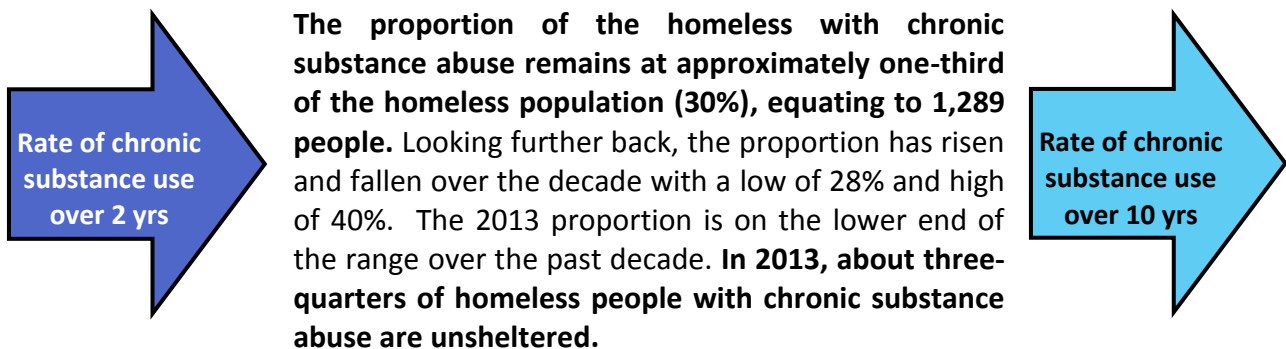 Rate of chronic
substance use
over 2 yrs
The proportion of the homeless with chronic
substance abuse remains at approximately one-third
of the homeless population (30%), equating to 1,289
people. Looking further back, the proportion has risen
and fallen over the decade with a low of 28% and high
of 40%. The 2013 proportion is on the lower end of
the range over the past decade. In 2013, about three-
quarters of homeless people with chronic substance
abuse are unsheltered.
Rate of chronic
substance use
over 10 yrs